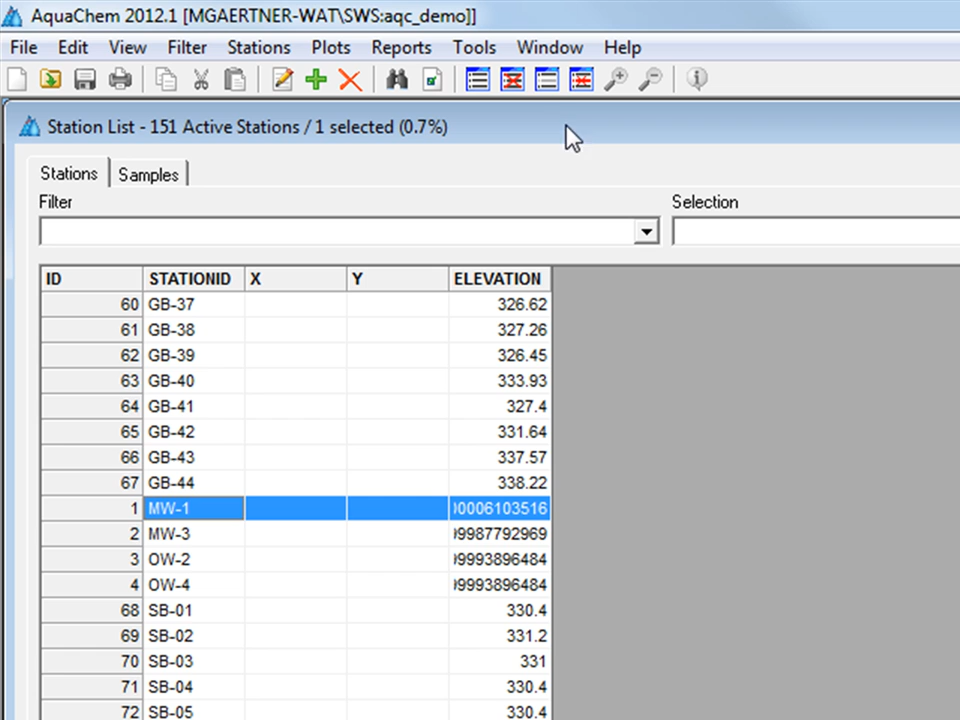 AquaChem 2012.1 [MGAERTNER-WAT\SWS:aqc_demo]]
File Edit View Filter Stations Plots Reports Tools Window Help
Station List - 151 Active Stations / 1 selected (0.7%)
Stations Samples
Filter Selection
ID STATIONID X Y ELEVATION
60 GB-37 326.62
61 GB-38 327.26
62 GB-39 326.45
63 GB-40 333.93
64 GB-41 327.4
65 GB-42 331.64
66 GB-43 337.57
67 GB-44 338.22
1 MW-1 00006103516
2 MW-3 99987792969
3 OW-2 99993896484
4 OW-4 99993896484
68 SB-01 330.4
69 SB-02 331.2
70 SB-03 331
71 SB-04 330.4
72 SB-05 330.4